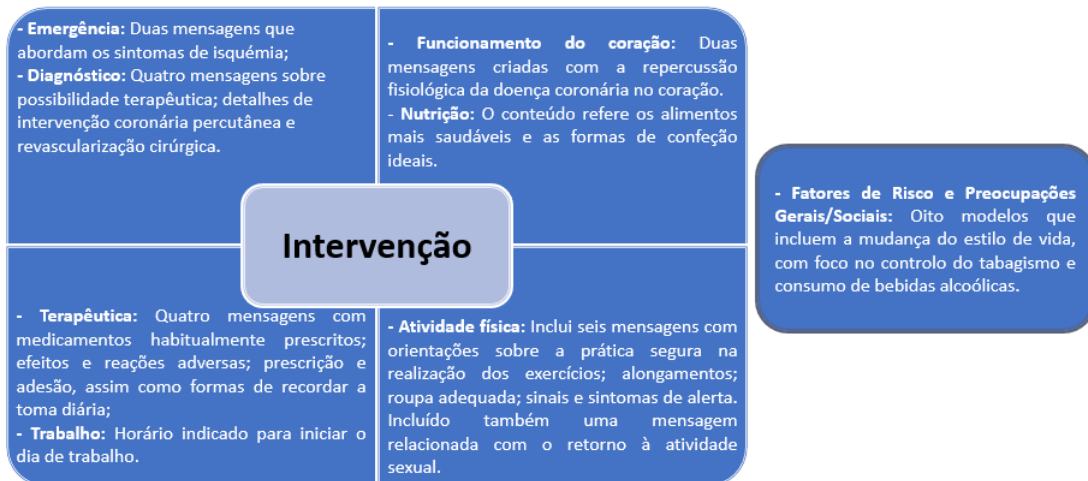 - Emergência: Duas mensagens que
abordam os sintomas de isquémia;
- Diagnóstico: Quatro mensagens sobre
possibilidade terapêutica; detalhes de
intervenção coronária percutânea e
revascularização cirúrgica.
- Funcionamento do coração: Duas
mensagens criadas com a repercussão
fisiológica da doença coronária no coração.
- Nutrição: O conteúdo refere os alimentos
mais saudáveis e as formas de confeção
ideais.
Intervenção
- Terapêutica: Quatro mensagens com
medicamentos habitualmente prescritos;
efeitos e reações adversas; prescrição e
adesão, assim como formas de recordar a
toma diária;
- Trabalho: Horário indicado para iniciar o
dia de trabalho.
- Atividade física: Inclui seis mensagens com
orientações sobre a prática segura na
realização dos exercícios; alongamentos;
roupa adequada; sinais e sintomas de alerta.
Incluído também uma mensagem
relacionada com o retorno à atividade
sexual.
- Fatores de Risco e Preocupações
Gerais/Sociais: Oito modelos que
incluem a mudança do estilo de vida,
com foco no controlo do tabagismo e
consumo de bebidas alcoólicas.